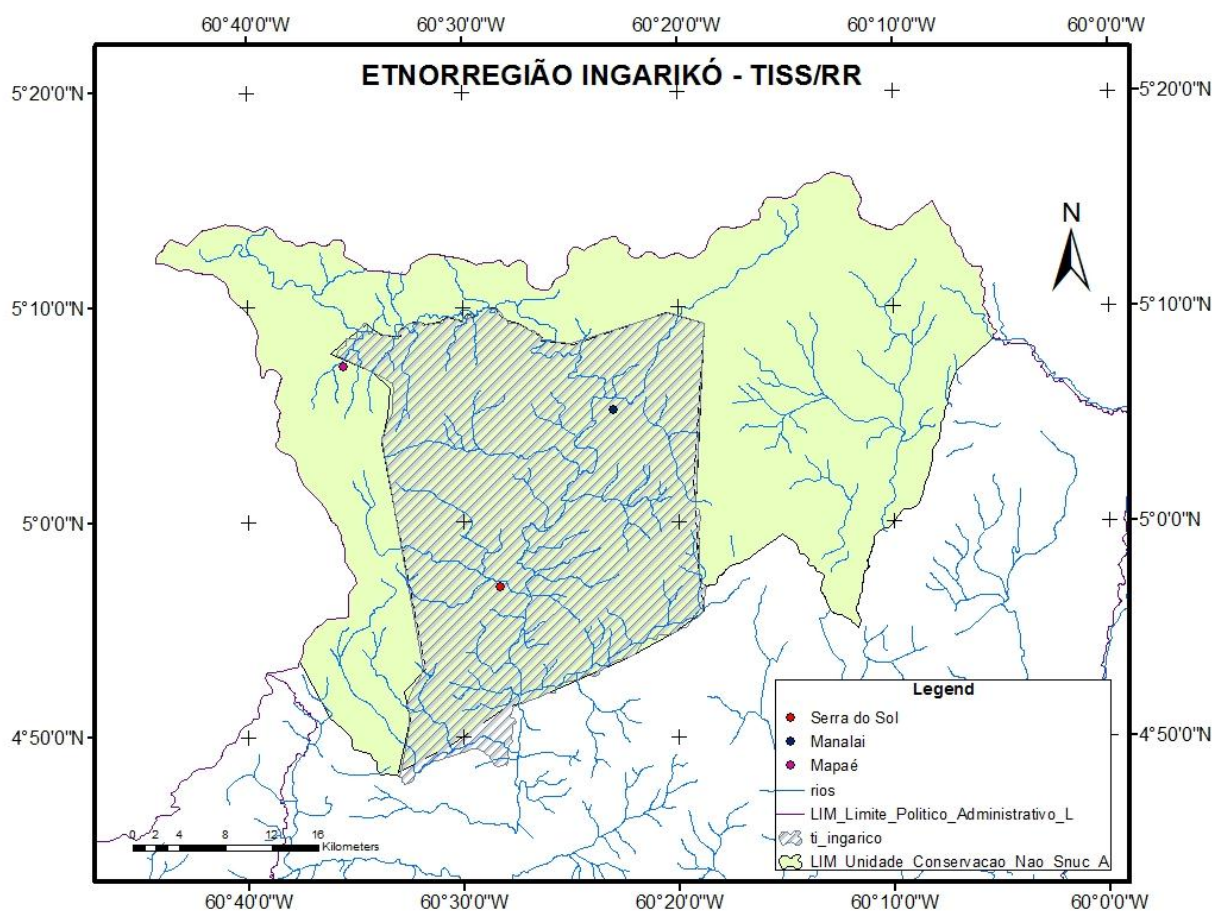 60°40'0"W 60°30'0"W 60°20'0"W 60°10'0"W 60°0'0"W
ETNORREGIÃO INGARIKÓ - TISS/RR
5°20'0"N 5°20'0"N
N
5°10'0"N 5°10'0"N
5°0'0"N 5°0'0"N
4°50'0"N 4°50'0"N
Legend
Serra do Sol
Manalai
Mapaé
rios
LIM_Limite_Politico_Administrativo_L
ti_ingarico
LIM_Unidade_Conservacao_Nao_Snuc_A
0 2 4 8 12 16
Kilometers
60°40'0"W 60°30'0"W 60°20'0"W 60°10'0"W 60°0'0"W